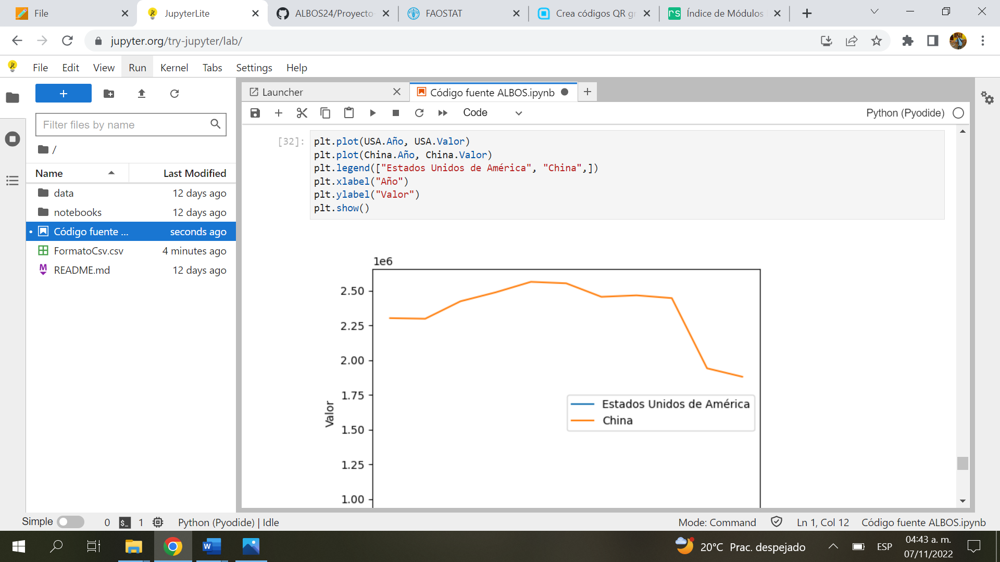 File
JupyterLite
ALBOS24/Proyecto-
FAOSTAT
Crea códigos QR gr
Índice de Módulos
jupyter.org/try-jupyter/lab/
File Edit View Run Kernel Tabs Settings Help
Filter files by name
/
Name Last Modified
data 12 days ago
notebooks 12 days ago
Código fuente ... seconds ago
FormatoCsv.csv 4 minutes ago
README.md 12 days ago
Launcher
Código fuente ALBOS.ipynb
Code
Python (Pyodide)
[32]:
plt.plot(USA.Año, USA.Valor)
plt.plot(China.Año, China.Valor)
plt.legend(["Estados Unidos de América", "China",])
plt.xlabel("Año")
plt.ylabel("Valor")
plt.show()
1e6
2.50
2.25
2.00
1.75
1.50
1.25
1.00
Valor
Estados Unidos de América
China
Simple 0 $_ 1 Python (Pyodide) | Idle
Mode: Command Ln 1, Col 12 Código fuente ALBOS.ipynb
20°C Prac. despejado
ESP
04:43 a. m.
07/11/2022